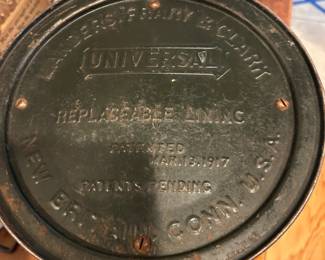 LANDERS, FRARY & CLARK
UNIVERSAL
REPLACEABLE LINING
PATENTED
MAR. 13, 1917
PATENTS PENDING
NEW BRITAIN, CONN. U.S.A.